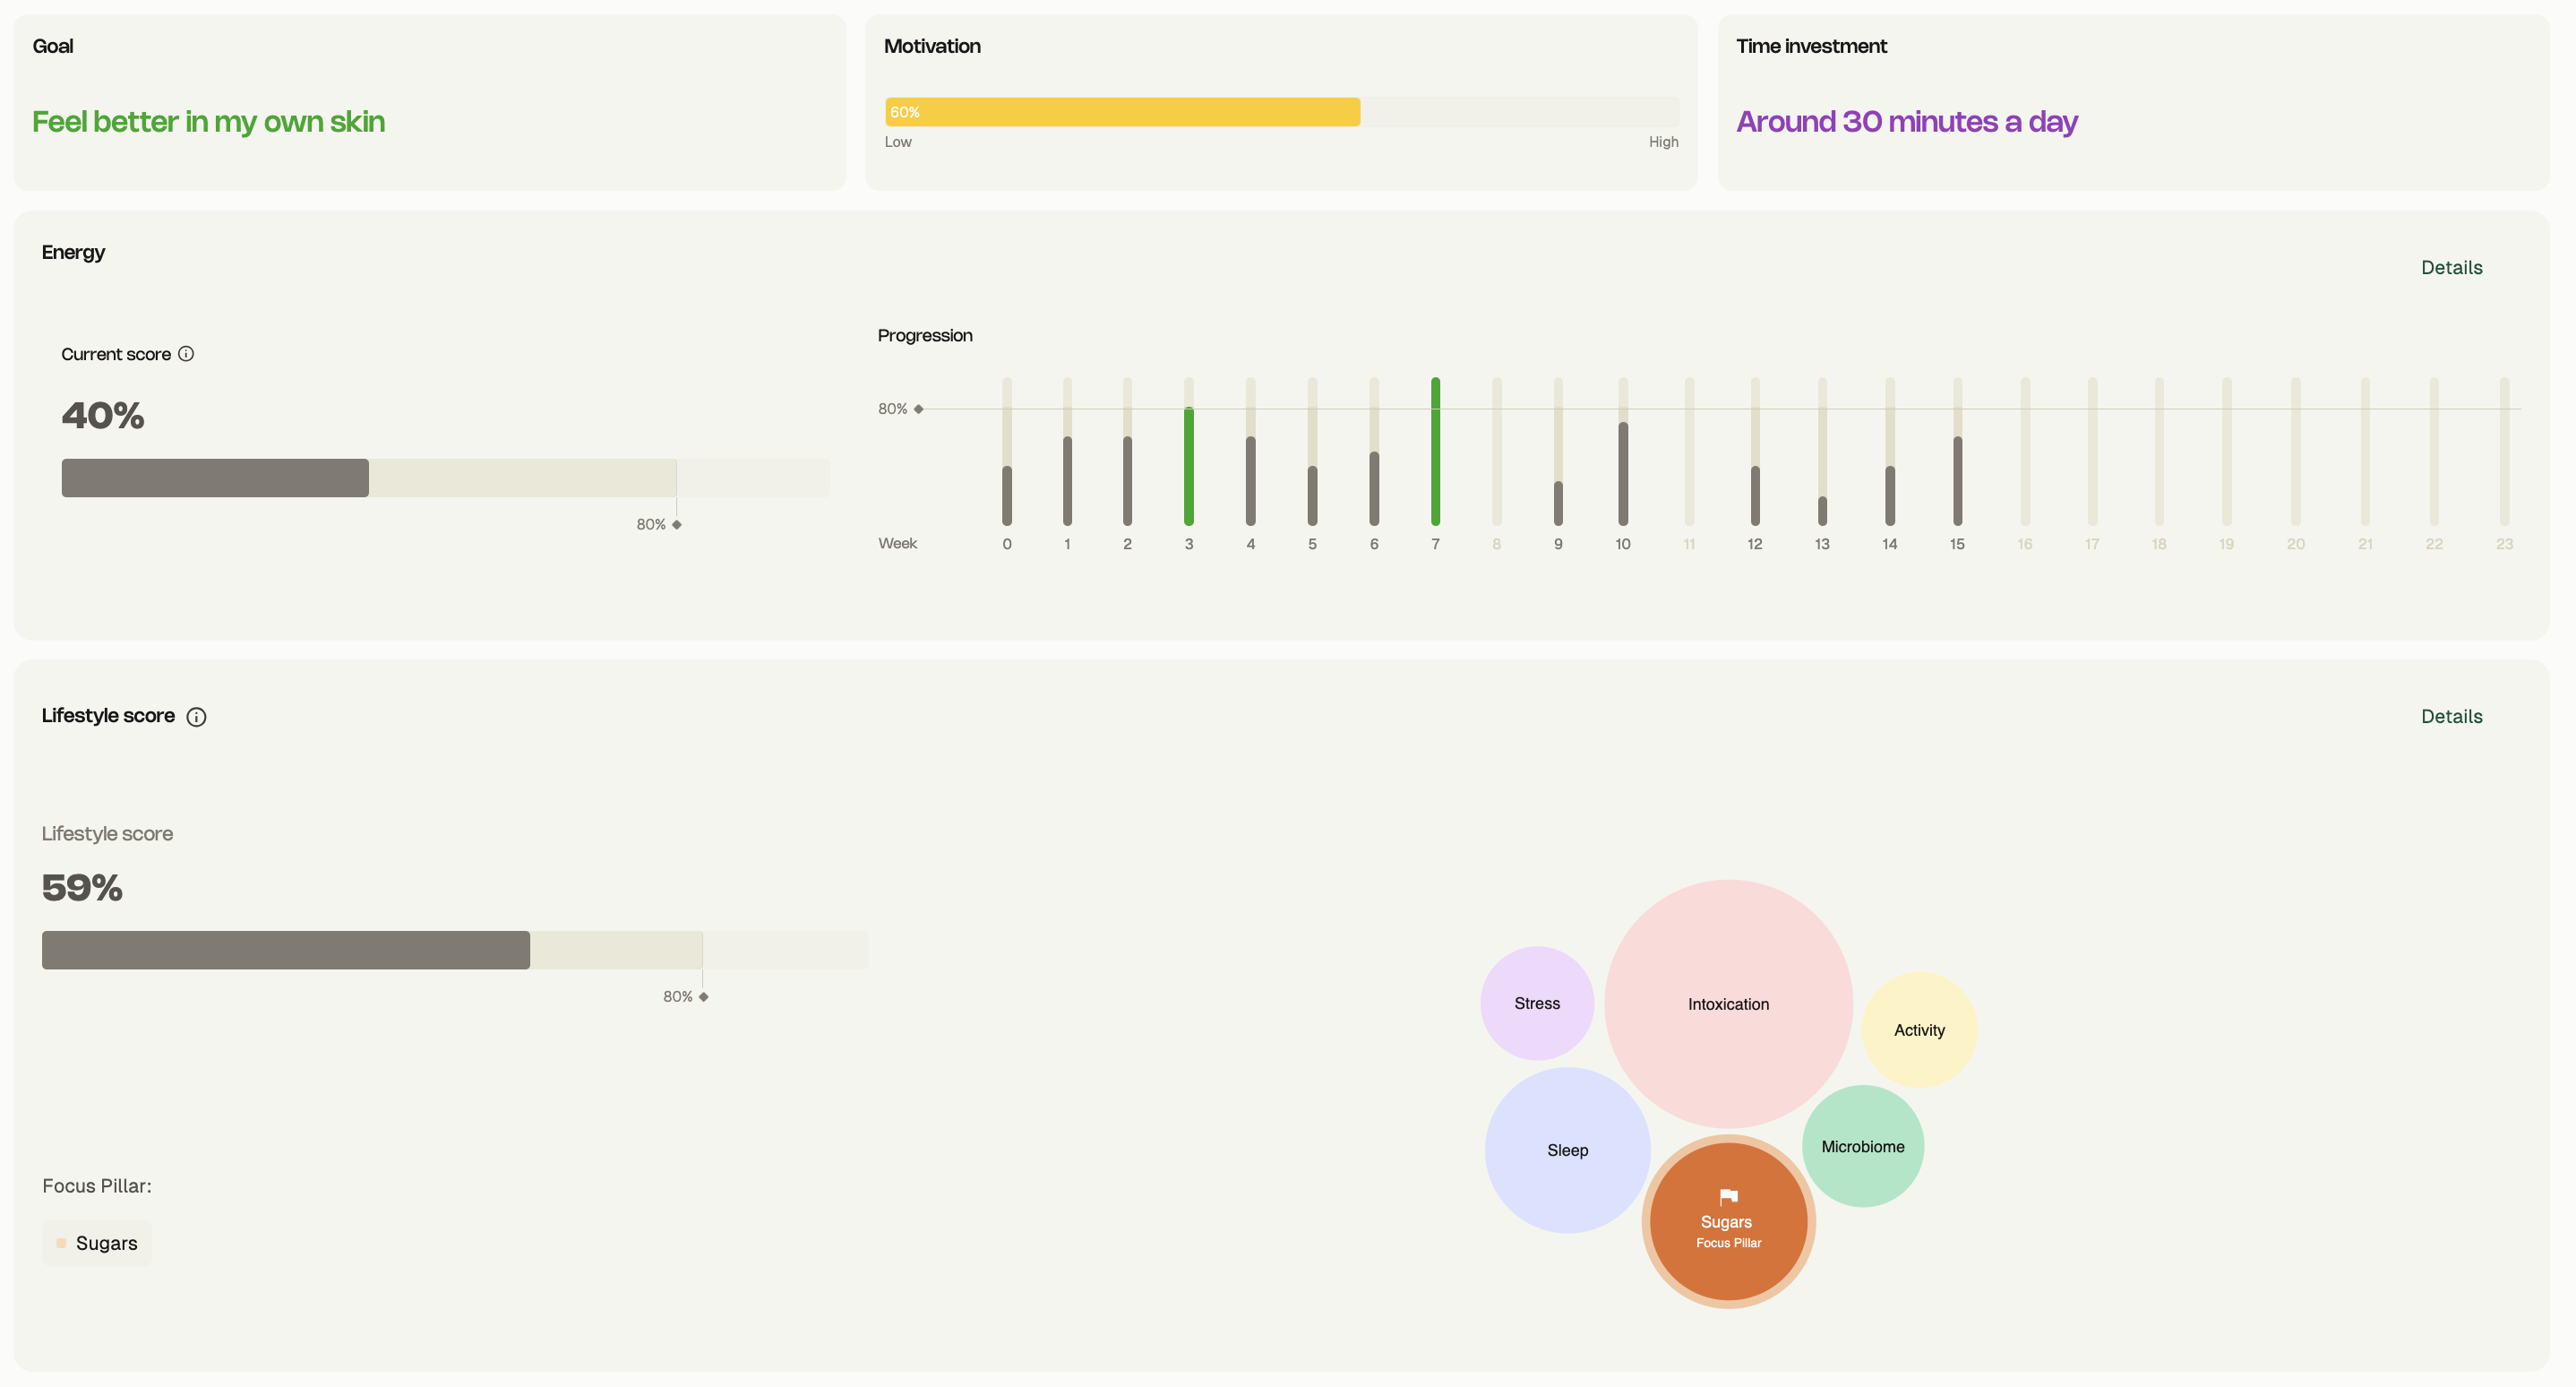 Goal
Feel better in my own skin
Motivation
60%
Low High
Time investment
Around 30 minutes a day
Energy
Details
Current score
40%
80%
Progression
80%
Week 0 1 2 3 4 5 6 7 8 9 10 11 12 13 14 15 16 17 18 19 20 21 22 23
Lifestyle score
Details
Lifestyle score
59%
80%
Focus Pillar:
Sugars
Stress
Intoxication
Activity
Sleep
Microbiome
Sugars
Focus Pillar